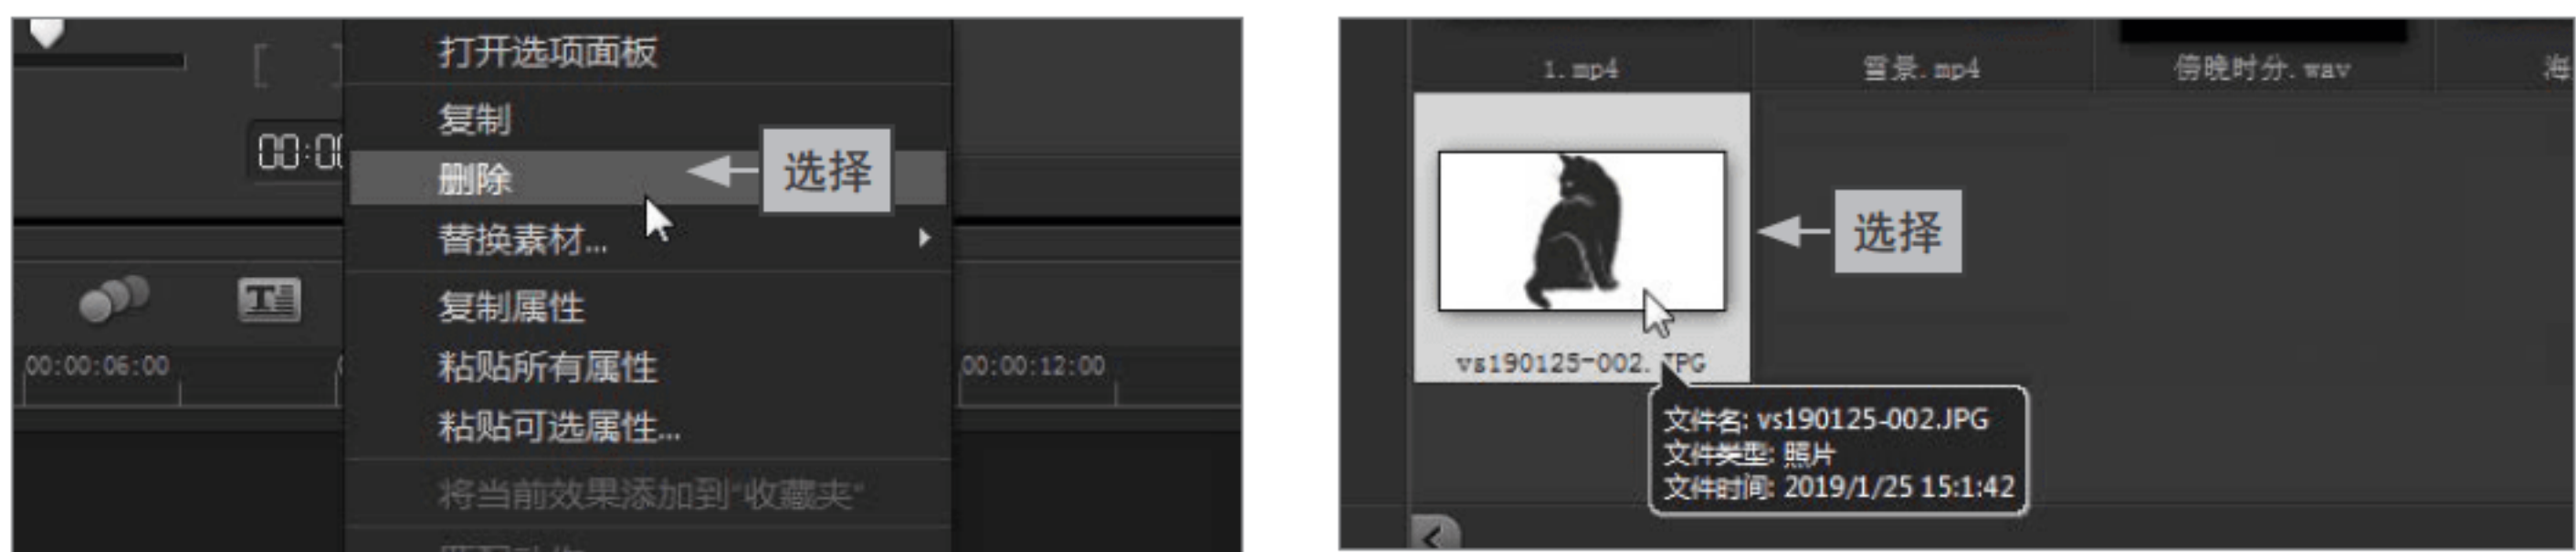 打开选项面板
复制
删除
选择
替换素材...
复制属性
粘贴所有属性
粘贴可选属性...
将当前效果添加到"收藏夹"
00:00:06:00
00:00:12:00
1.mp4
雪景.mp4
傍晚时分.wav
海
选择
vs190125-002.JPG
文件名: vs190125-002.JPG
文件类型: 照片
文件时间: 2019/1/25 15:1:42